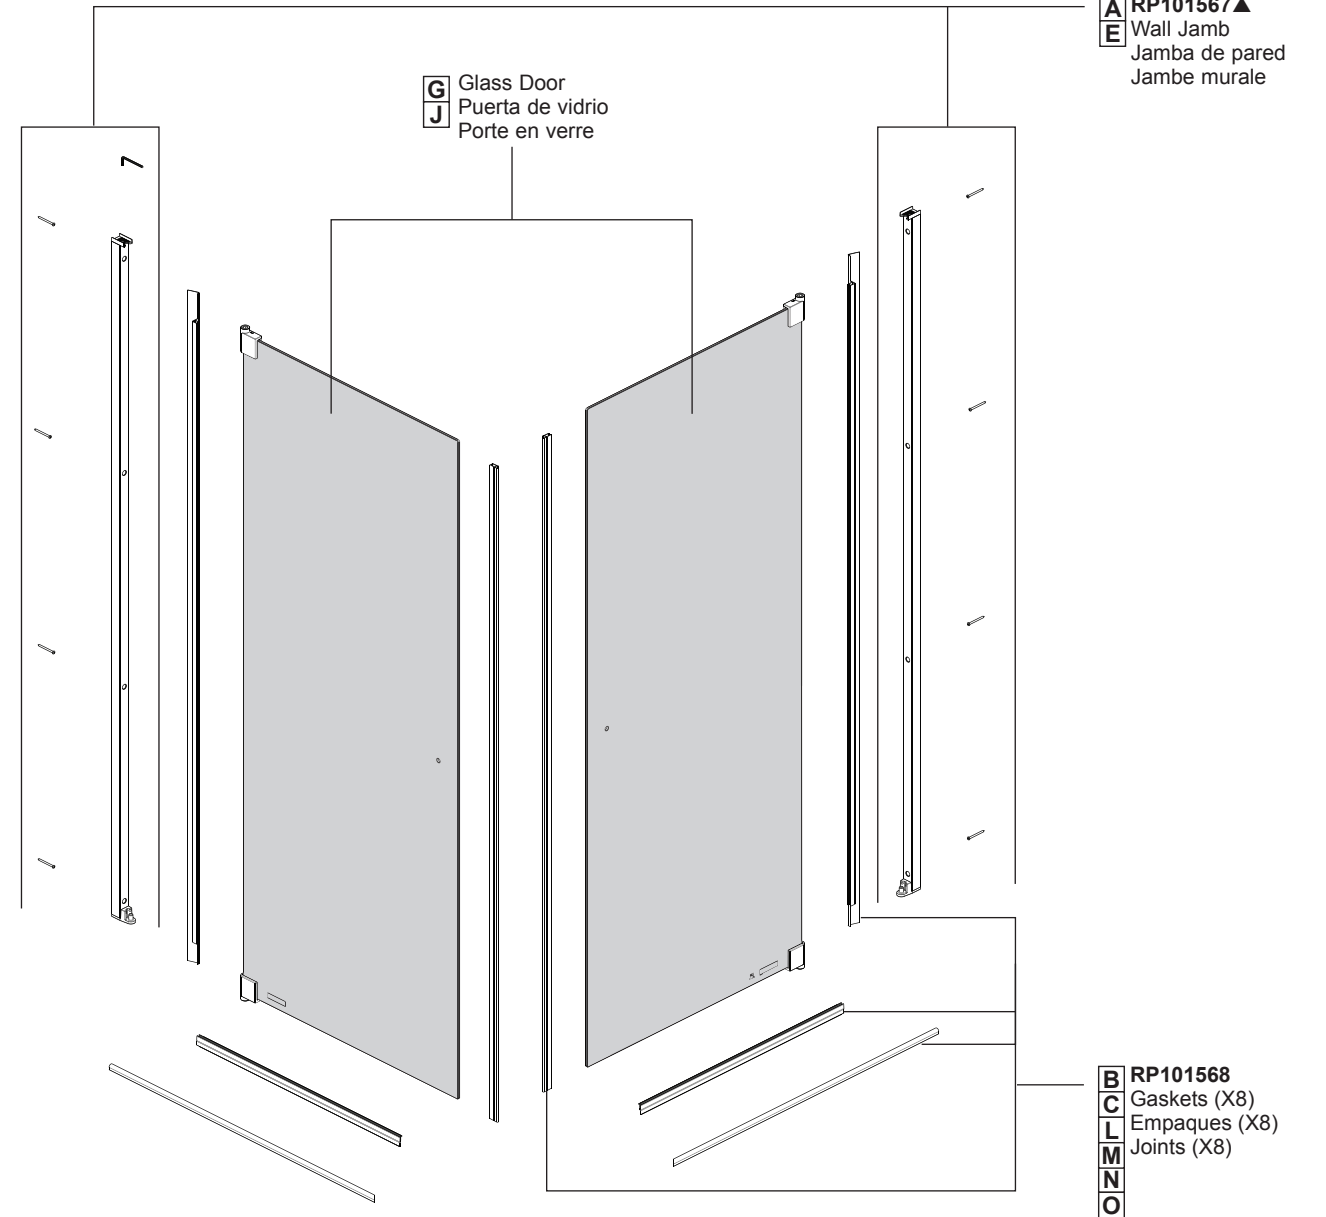 A RP101567▲
E Wall Jamb
Jamba de pared
Jambe murale
G Glass Door
J Puerta de vidrio
Porte en verre
B RP101568
C Gaskets (X8)
L Empaques (X8)
M Joints (X8)
N
O